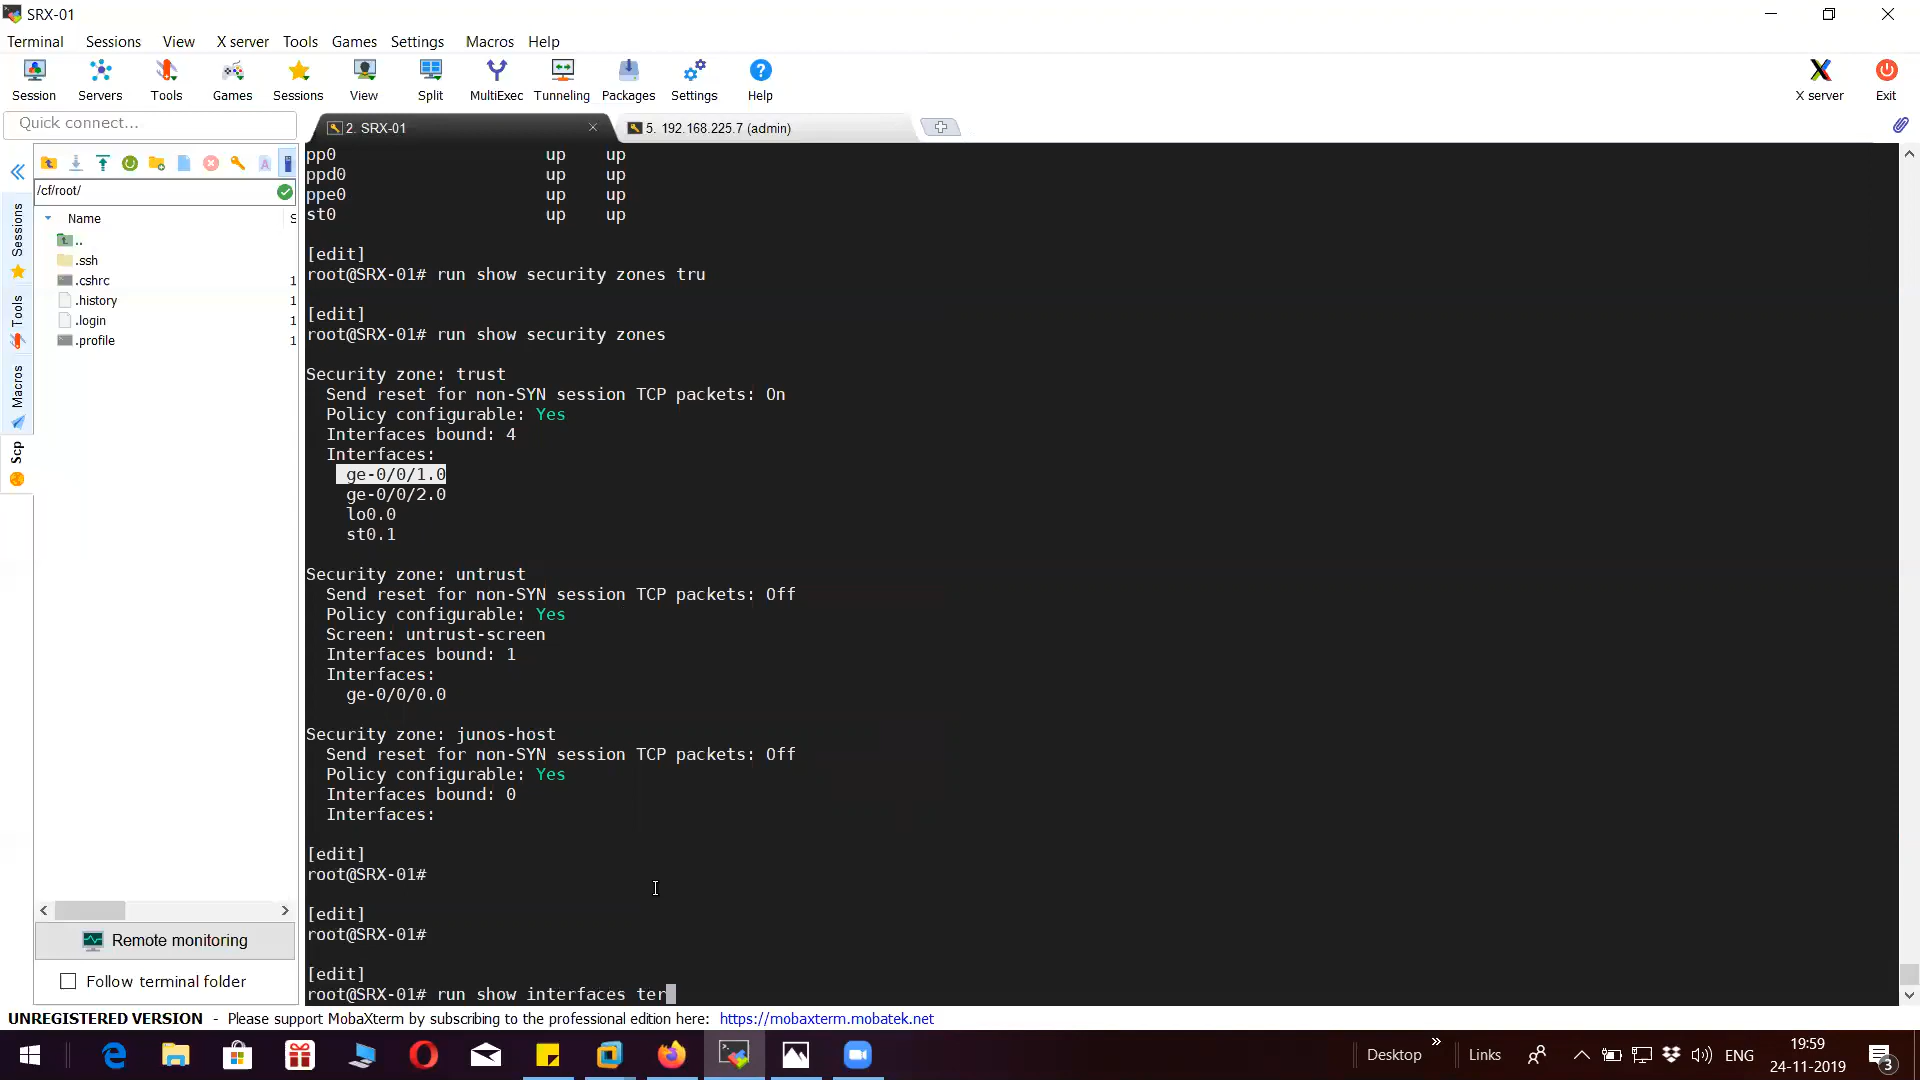 SRX-01
Terminal Sessions View X server Tools Games Settings Macros Help
Session Servers Tools Games Sessions View Split MultiExec Tunneling Packages Settings Help X server Exit
Quick connect...
2. SRX-01
5. 192.168.225.7 (admin)
/cf/root/
Name S
..
.ssh
.cshrc 1
.history 1
.login 1
.profile 1
Sessions
Tools
Macros
Scp
pp0 up up
ppd0 up up
ppe0 up up
st0 up up
[edit]
root@SRX-01# run show security zones tru
[edit]
root@SRX-01# run show security zones
Security zone: trust
Send reset for non-SYN session TCP packets: On
Policy configurable: Yes
Interfaces bound: 4
Interfaces:
ge-0/0/1.0
ge-0/0/2.0
lo0.0
st0.1
Security zone: untrust
Send reset for non-SYN session TCP packets: Off
Policy configurable: Yes
Screen: untrust-screen
Interfaces bound: 1
Interfaces:
ge-0/0/0.0
Security zone: junos-host
Send reset for non-SYN session TCP packets: Off
Policy configurable: Yes
Interfaces bound: 0
Interfaces:
[edit]
root@SRX-01#
[edit]
root@SRX-01#
[edit]
root@SRX-01# run show interfaces ter
Remote monitoring
Follow terminal folder
UNREGISTERED VERSION - Please support MobaXterm by subscribing to the professional edition here: https://mobaxterm.mobatek.net
Desktop » Links ENG
19:59
24-11-2019
3